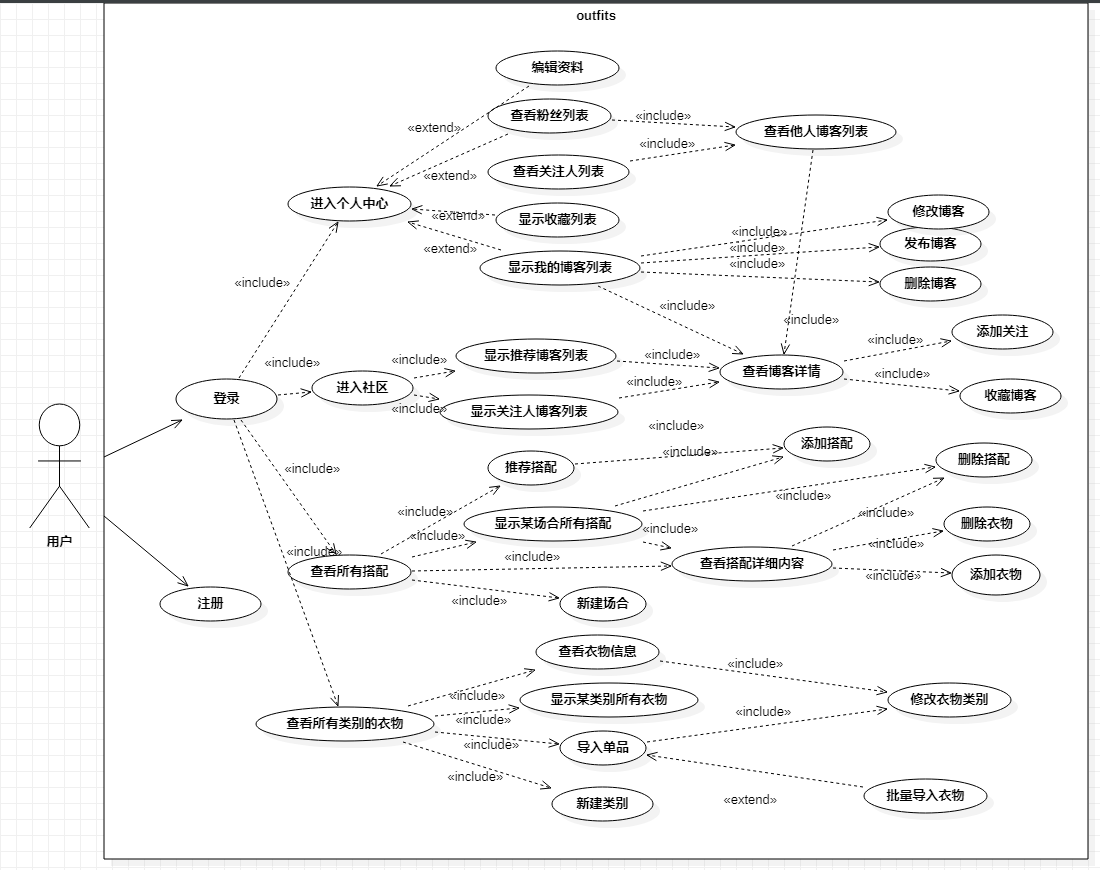 outfits
编辑资料
查看粉丝列表
«include»
«extend»
查看他人博客列表
«include»
查看关注人列表
«extend»
进入个人中心
修改博客
«extend»
显示收藏列表
«include»
发布博客
«extend»
«include»
显示我的博客列表
«include»
删除博客
«include»
«include»
«include»
添加关注
«include»
显示推荐博客列表
«include»
«include»
«include»
查看博客详情
«include»
进入社区
«include»
收藏博客
登录
«include»
显示关注人博客列表
«include»
添加搭配
«include»
删除搭配
«include»
推荐搭配
«include»
«include»
«include»
显示某场合所有搭配
«include»
删除衣物
用户
«include»
«include»
«include»
«include»
查看所有搭配
查看搭配详细内容
«include»
添加衣物
«include»
新建场合
注册
查看衣物信息
«include»
«include»
显示某类别所有衣物
修改衣物类别
查看所有类别的衣物
«include»
«include»
«include»
导入单品
«include»
批量导入衣物
新建类别
«extend»